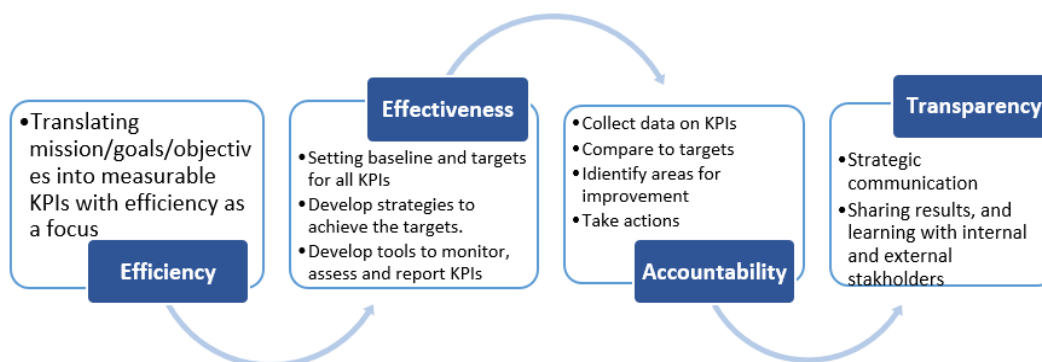 •Translating
mission/goals/objectiv
es into measurable
KPIs with efficiency as
a focus
Efficiency
Effectiveness
•Setting baseline and targets
for all KPIs
•Develop strategies to
achieve the targets.
•Develop tools to monitor,
assess and report KPIs
•Collect data on KPIs
•Compare to targets
•Idientify areas for
improvement
•Take actions
Accountability
Transparency
•Strategic
communication
•Sharing results, and
learning with internal
and external
stakholders